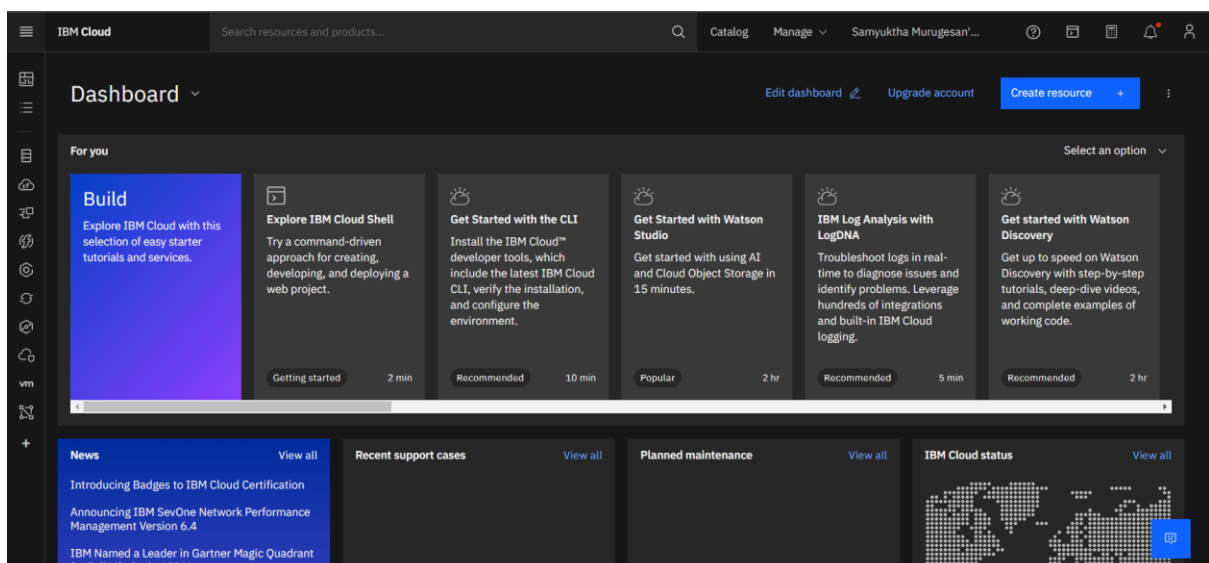 IBM Cloud
Search resources and products...
Catalog
Manage
Samyuktha Murugesan'...
Dashboard
Edit dashboard
Upgrade account
Create resource +
For you
Select an option
Build
Explore IBM Cloud with this
selection of easy starter
tutorials and services.
Explore IBM Cloud Shell
Try a command-driven
approach for creating,
developing, and deploying a
web project.
Getting started
2 min
Get Started with the CLI
Install the IBM Cloud™
developer tools, which
include the latest IBM Cloud
CLI, verify the installation,
and configure the
environment.
Recommended
10 min
Get Started with Watson
Studio
Get started with using AI
and Cloud Object Storage in
15 minutes.
Popular
2 hr
IBM Log Analysis with
LogDNA
Troubleshoot logs in real-
time to diagnose issues and
identify problems. Leverage
hundreds of integrations
and built-in IBM Cloud
logging.
Recommended
5 min
Get started with Watson
Discovery
Get up to speed on Watson
Discovery with step-by-step
tutorials, deep-dive videos,
and complete examples of
working code.
Recommended
2 hr
vm
News
View all
Introducing Badges to IBM Cloud Certification
Announcing IBM SevOne Network Performance
Management Version 6.4
IBM Named a Leader in Gartner Magic Quadrant
Recent support cases
View all
Planned maintenance
View all
IBM Cloud status
View all